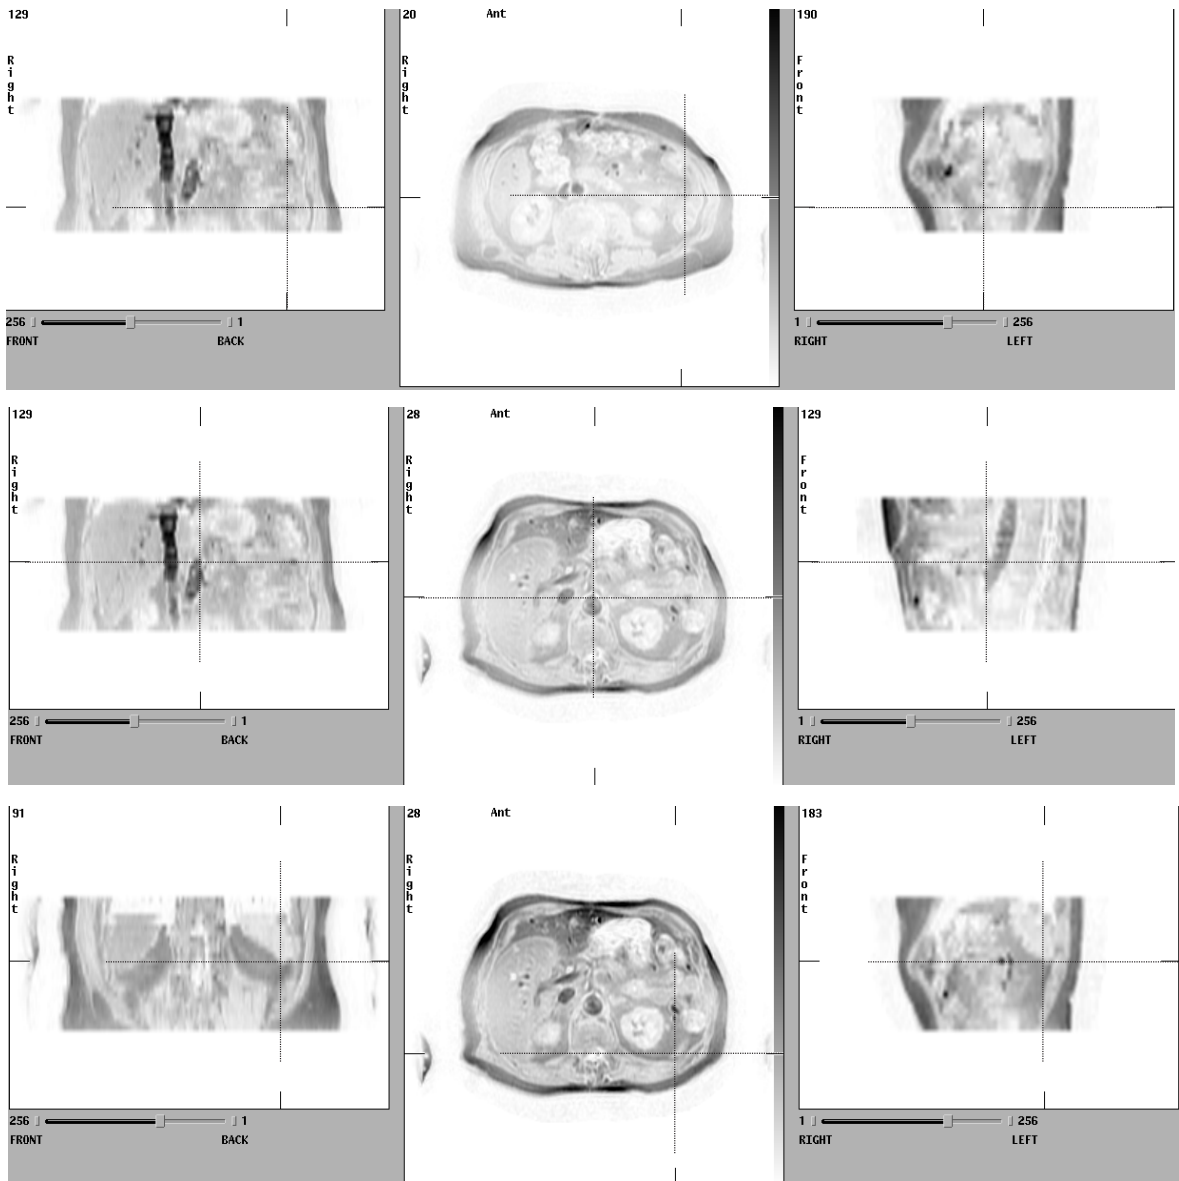 129
Right
20
Ant
Right
190
Front
256
1
FRONT
BACK
1
256
RIGHT
LEFT
129
Right
28
Ant
Right
129
Front
256
1
FRONT
BACK
1
256
RIGHT
LEFT
91
Right
28
Ant
Right
183
Front
256
1
FRONT
BACK
1
256
RIGHT
LEFT